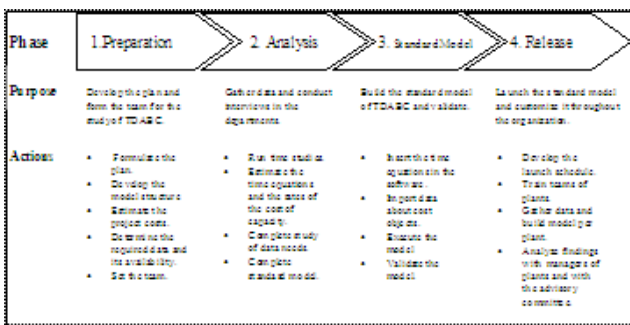 Phase
1.Preparation
2. Analysis
3. Standard Model
4. Release
Purpose
Develop the plan and
form the team for the
study of TDABC.
Gather data and conduct
interviews in the
departments.
Build the standard model
of TDABC and validate.
Launch the standard model
and customize it throughout
the organization.
Actions
• Formulate the
plan.
• Develop the
model structure
• Estimate the
project costs.
• Determine the
required data and
its availability.
• Set the team.
• Run time studies
• Estimate the
time equations
and the rates of
the cost of
capacity.
• Complete study
of data needs
• Complete
standard model.
• Insert the time
equations in the
software.
• Import data
about cost
objects.
• Execute the
model
• Validate the
model.
• Develop the
launch schedule.
• Train teams of
plants.
• Gather data and
build model per
plant.
• Analyze findings
with managers of
plants and with
the advisory
committee.